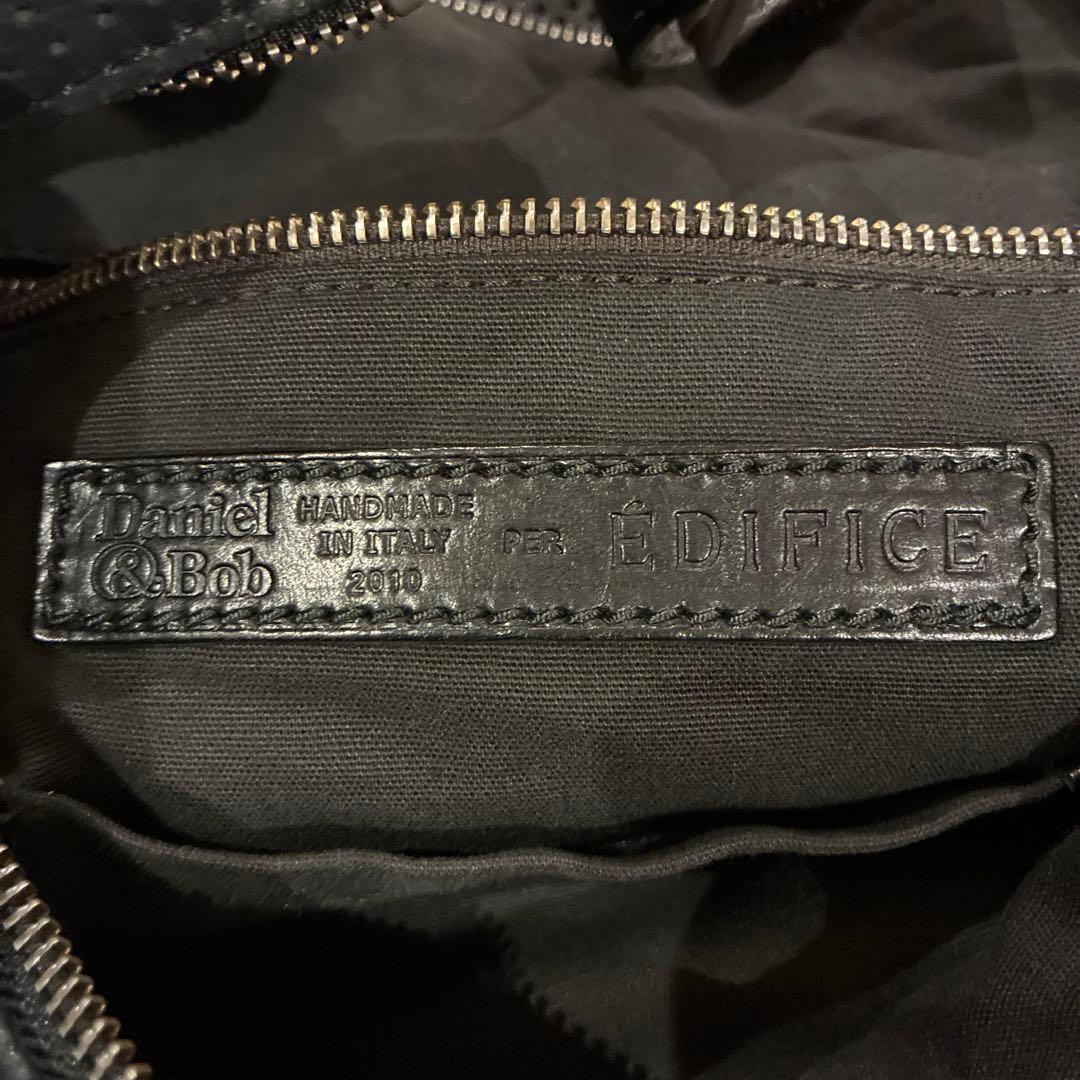 Daniel
& Bob
HANDMADE
IN ITALY
2010
PER
ÉDIFICE